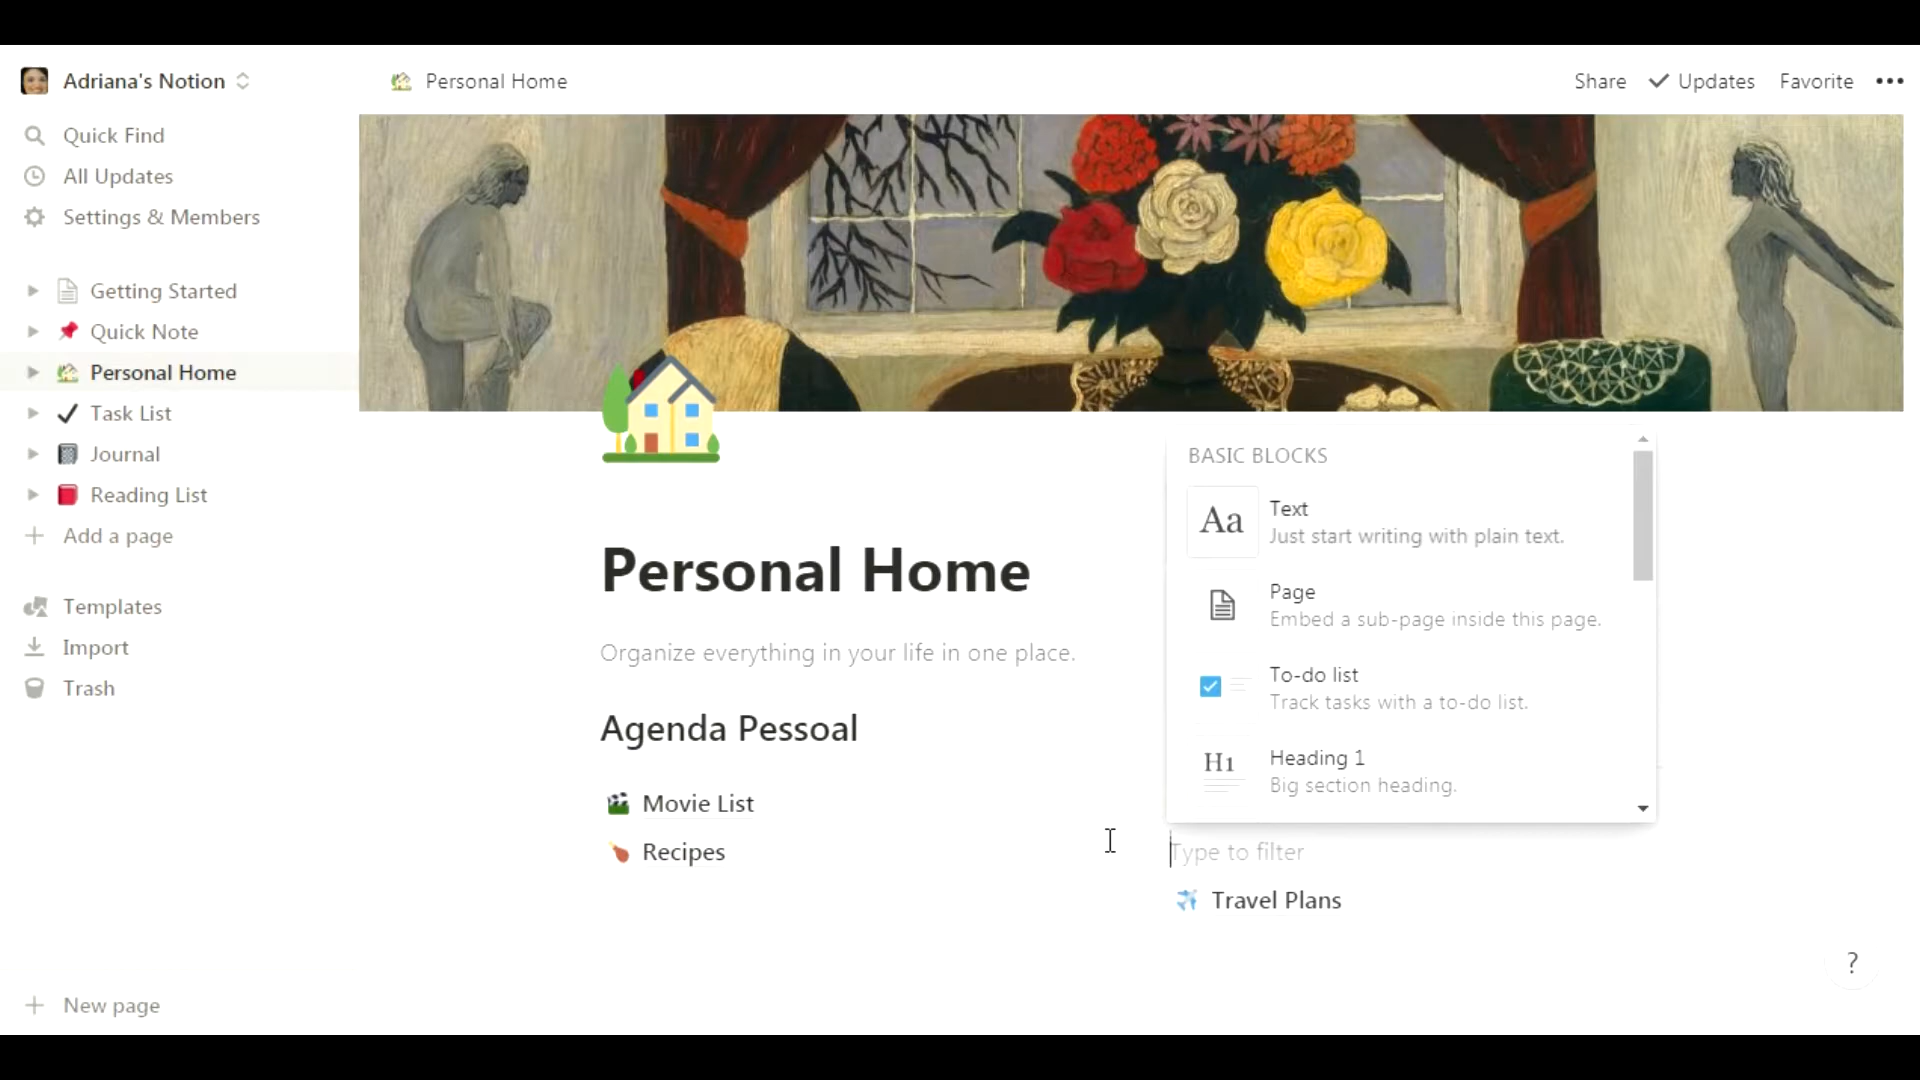 Adriana's Notion
Quick Find
All Updates
Settings & Members
Getting Started
Quick Note
Personal Home
Task List
Journal
Reading List
Add a page
Templates
Import
Trash
New page
Personal Home
Share
Updates
Favorite
Personal Home
Organize everything in your life in one place.
Agenda Pessoal
Movie List
Recipes
BASIC BLOCKS
Aa
Text
Just start writing with plain text.
Page
Embed a sub-page inside this page.
To-do list
Track tasks with a to-do list.
H1
Heading 1
Big section heading.
Type to filter
Travel Plans
?